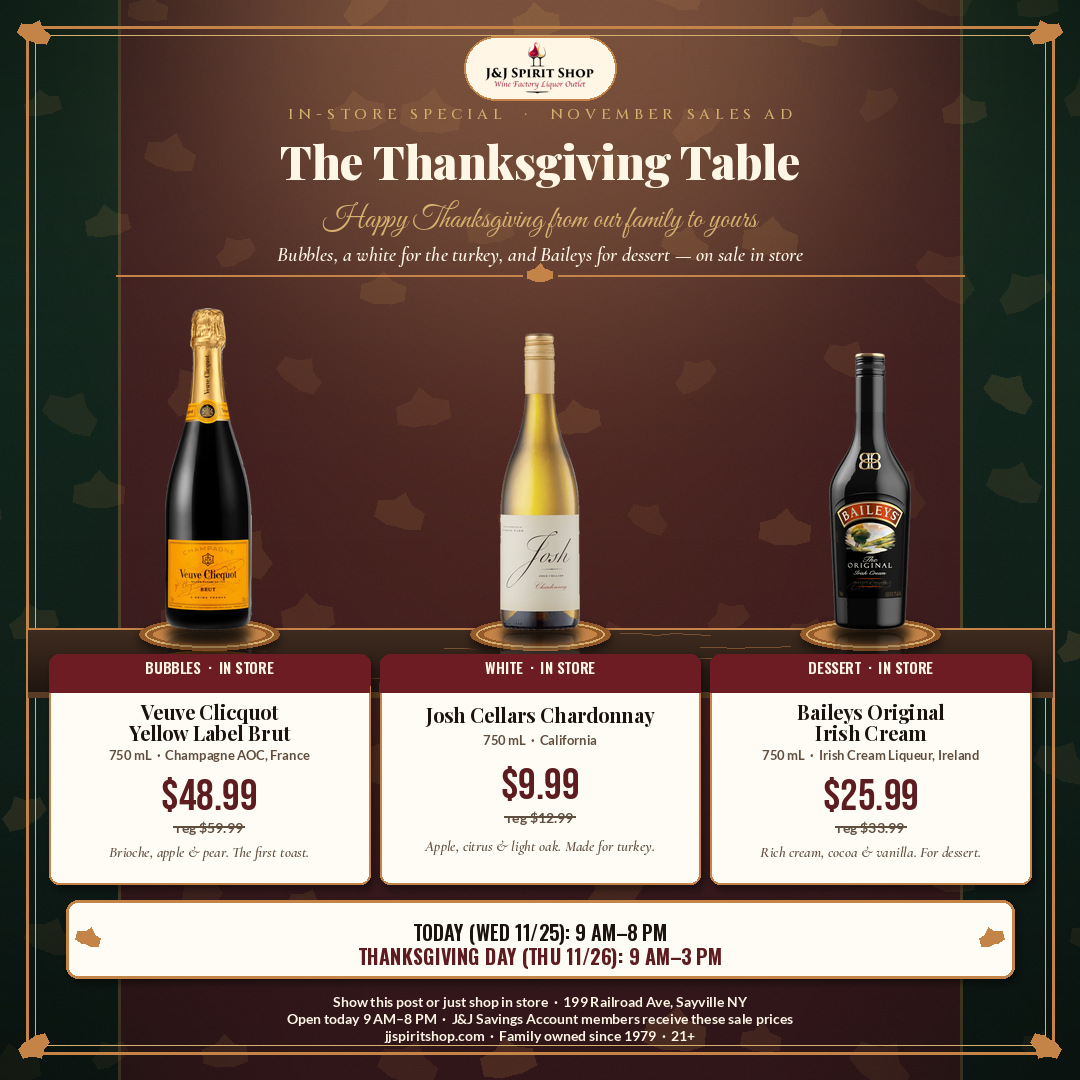 J&J SPIRIT SHOP
Wine Factory Liquor Outlet
IN-STORE SPECIAL · NOVEMBER SALES AD
The Thanksgiving Table
Happy Thanksgiving from our family to yours
Bubbles, a white for the turkey, and Baileys for dessert — on sale in store
Veuve Clicquot
CHAMPAGNE
Veuve Clicquot
BRUT
Josh
JOSH CELLARS
Chardonnay
BAILEYS
The
ORIGINAL
Irish Cream
BUBBLES · IN STORE
Veuve Clicquot
Yellow Label Brut
750 mL · Champagne AOC, France
$48.99
reg $59.99
Brioche, apple & pear. The first toast.
WHITE · IN STORE
Josh Cellars Chardonnay
750 mL · California
$9.99
reg $12.99
Apple, citrus & light oak. Made for turkey.
DESSERT · IN STORE
Baileys Original
Irish Cream
750 mL · Irish Cream Liqueur, Ireland
$25.99
reg $33.99
Rich cream, cocoa & vanilla. For dessert.
TODAY (WED 11/25): 9 AM–8 PM
THANKSGIVING DAY (THU 11/26): 9 AM–3 PM
Show this post or just shop in store · 199 Railroad Ave, Sayville NY
Open today 9 AM–8 PM · J&J Savings Account members receive these sale prices
jjspiritshop.com · Family owned since 1979 · 21+